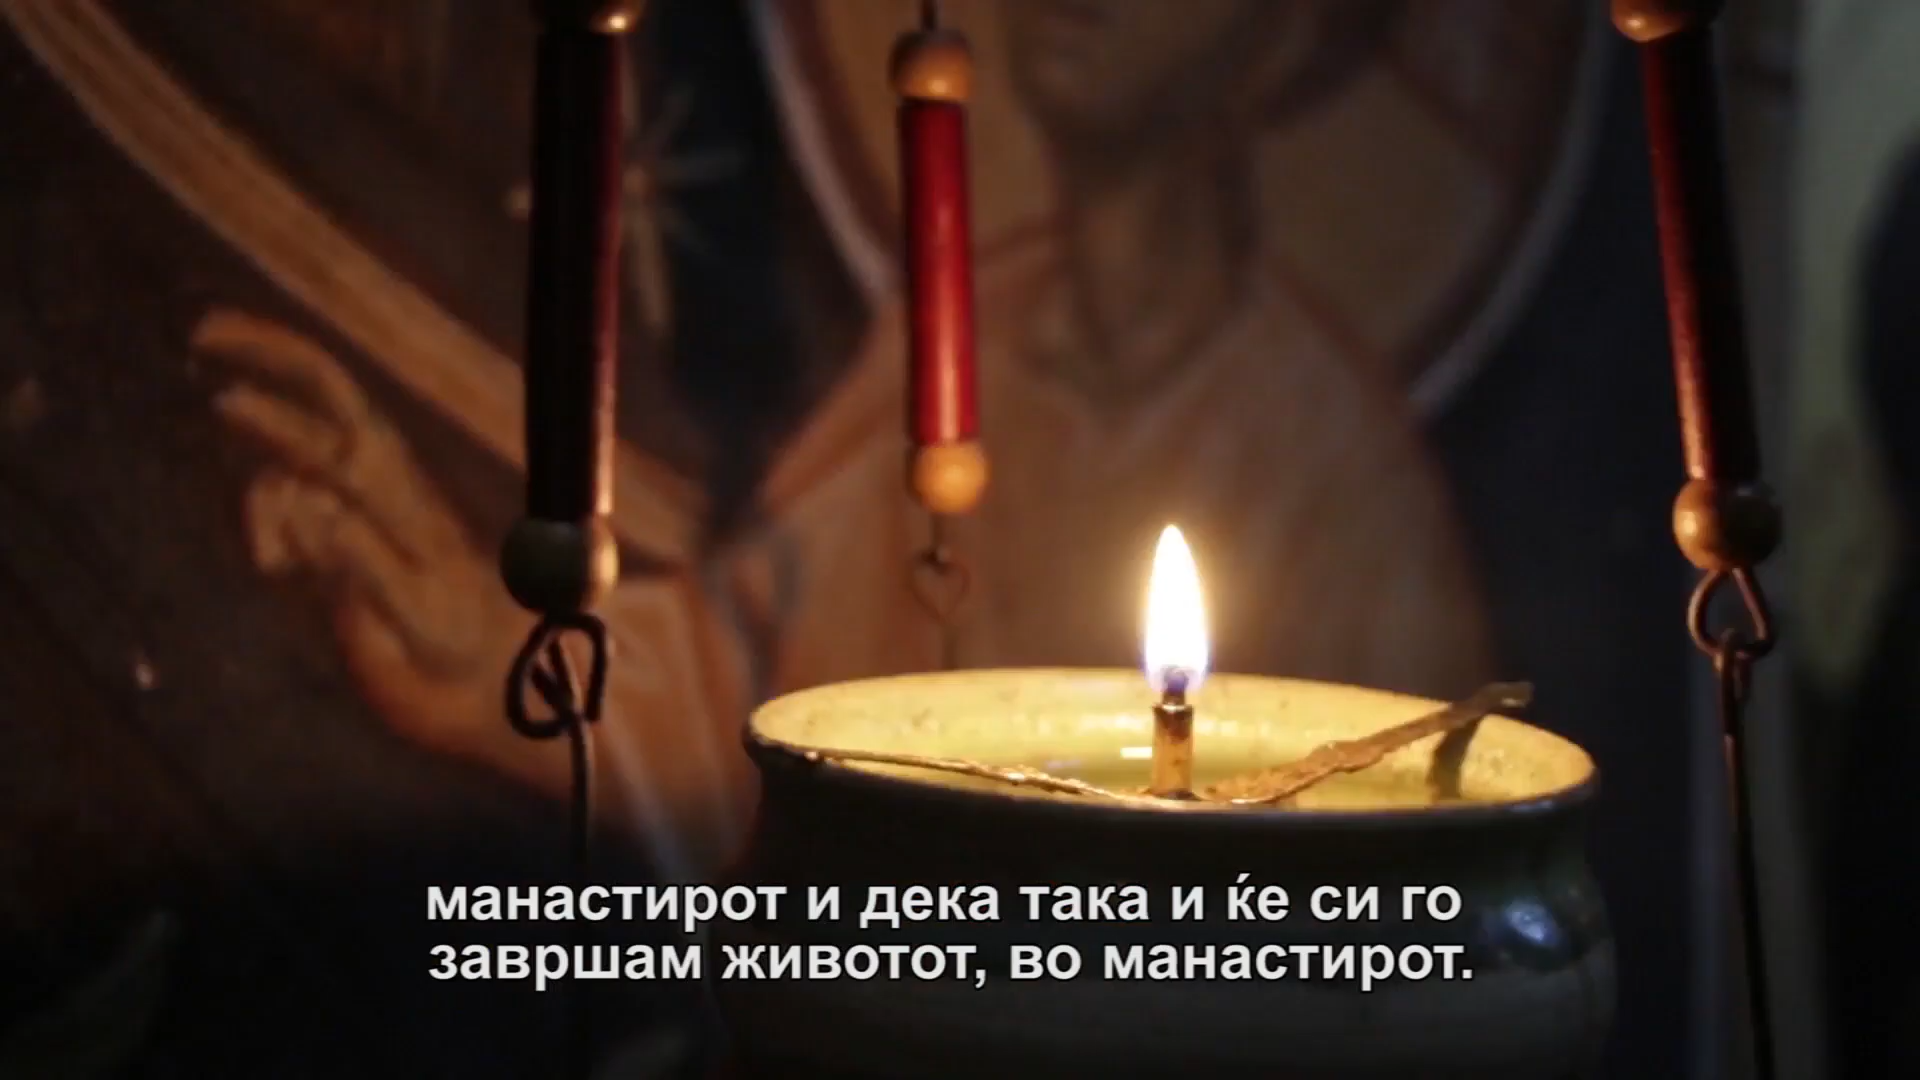 манастирот и дека така и ќе си го
завршам животот, во манастирот.